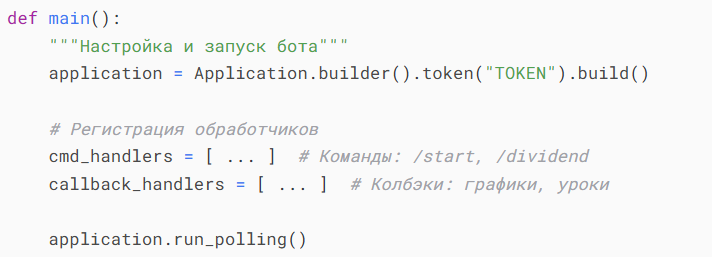 def main():
    """Настройка и запуск бота"""
    application = Application.builder().token("TOKEN").build()

    # Регистрация обработчиков
    cmd_handlers = [ ... ]  # Команды: /start, /dividend
    callback_handlers = [ ... ]  # Колбэки: графики, уроки

    application.run_polling()